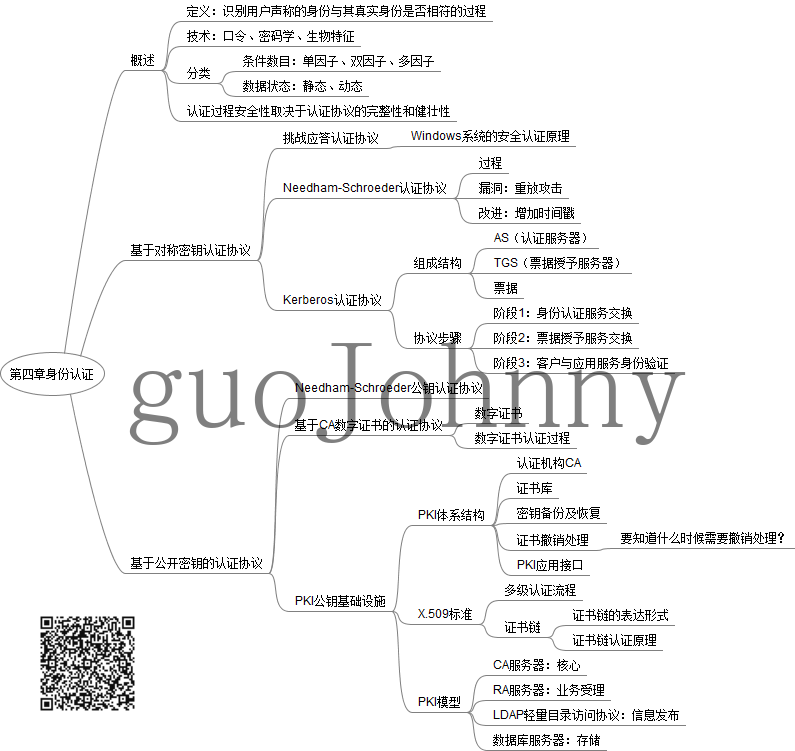 定义：识别用户声称的身份与其真实身份是否相符的过程
技术：口令、密码学、生物特征
概述
条件数目：单因子、双因子、多因子
分类
数据状态：静态、动态
认证过程安全性取决于认证协议的完整性和健壮性
挑战应答认证协议
Windows系统的安全认证原理
过程
Needham-Schroeder认证协议
漏洞：重放攻击
改进：增加时间戳
基于对称密钥认证协议
AS（认证服务器）
组成结构
TGS（票据授予服务器）
票据
Kerberos认证协议
阶段1：身份认证服务交换
协议步骤
阶段2：票据授予服务交换
阶段3：客户与应用服务身份验证
第四章身份认证
guoJohnny
Needham-Schroeder公钥认证协议
数字证书
基于CA数字证书的认证协议
数字证书认证过程
认证机构CA
证书库
PKI体系结构
密钥备份及恢复
证书撤销处理
要知道什么时候需要撤销处理？
PKI应用接口
基于公开密钥的认证协议
PKI公钥基础设施
多级认证流程
X.509标准
证书链的表达形式
证书链
证书链认证原理
CA服务器：核心
RA服务器：业务受理
PKI模型
LDAP轻量目录访问协议：信息发布
数据库服务器：存储